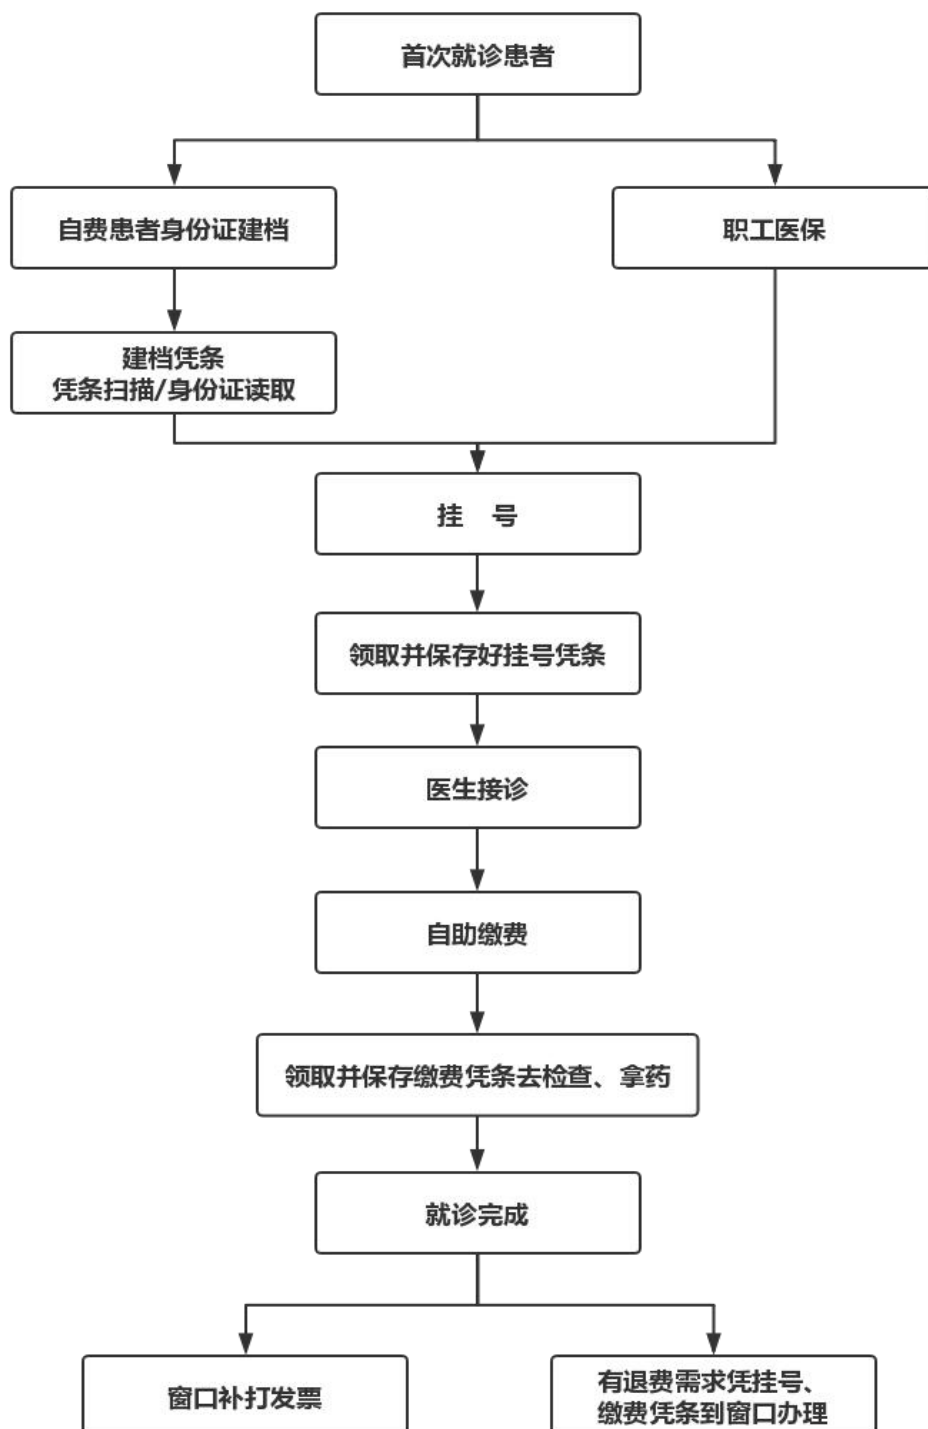 首次就诊患者
自费患者身份证建档
职工医保
建档凭条
凭条扫描/身份证读取
挂 号
领取并保存好挂号凭条
医生接诊
自助缴费
领取并保存缴费凭条去检查、拿药
就诊完成
窗口补打发票
有退费需求凭挂号、
缴费凭条到窗口办理